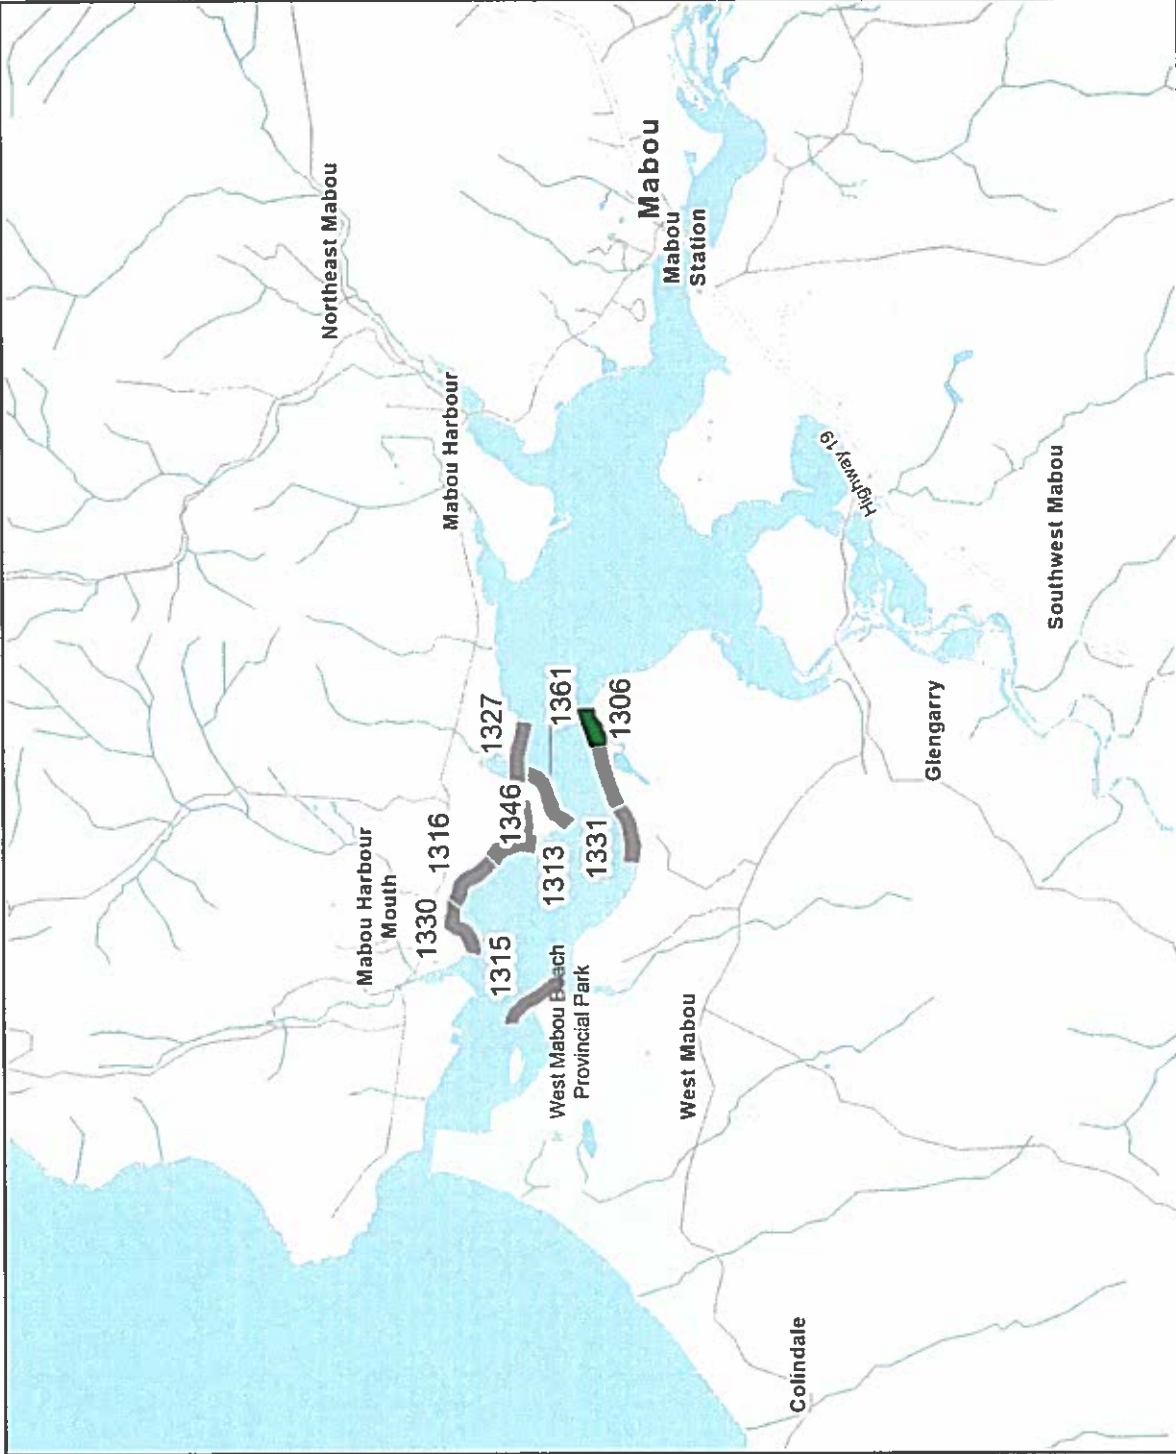 Northeast Mabou
Mabou
Mabou
Station
Mabou Harbour
Highway 19
Southwest Mabou
1327
1361
1306
Glengarry
1346
1316
1313
1331
Mabou Harbour
Mouth
1330
1315
West Mabou Beach
Provincial Park
West Mabou
Colindale